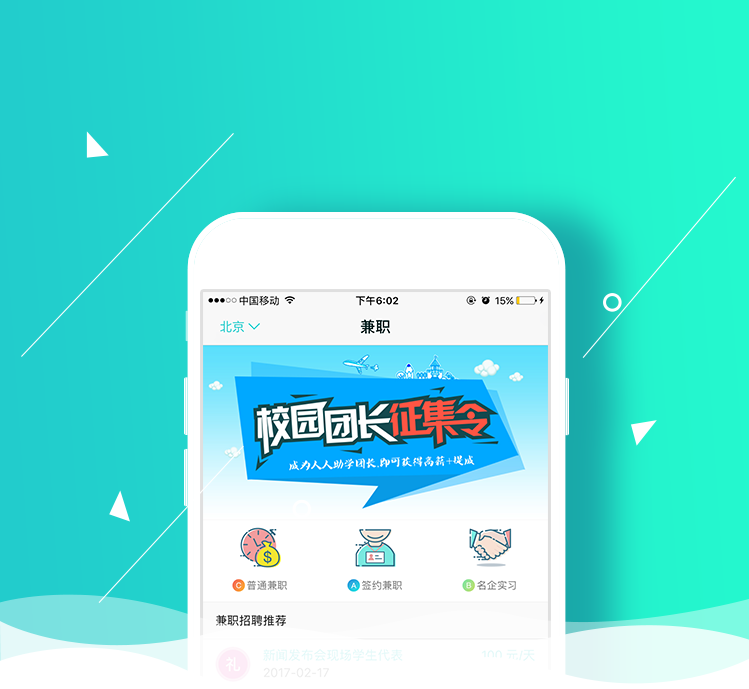 中国移动 下午6:02 15%
北京 兼职
校园团长征集令
成为人人助学团长,即可获得高薪+提成
$
C 普通兼职 A 签约兼职 B 名企实习
兼职招聘推荐
礼 新闻发布会现场学生代表 100 元/天
2017-02-17